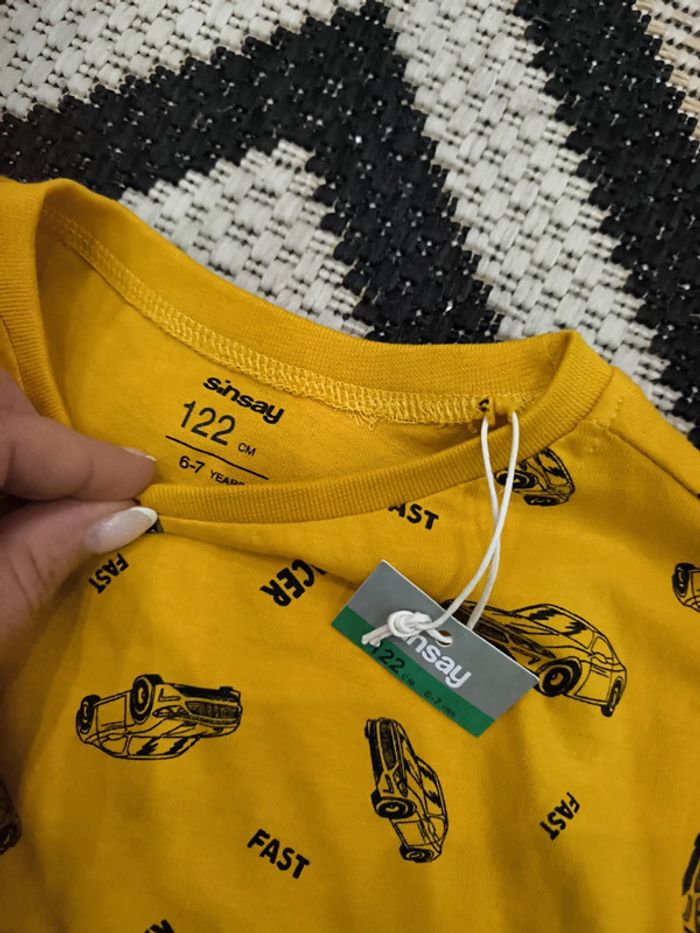 sinsay
122 CM
6-7 YEARS
FAST
FAST
CER
sinsay
122 CM 6-7 YRS
FAST
FAST